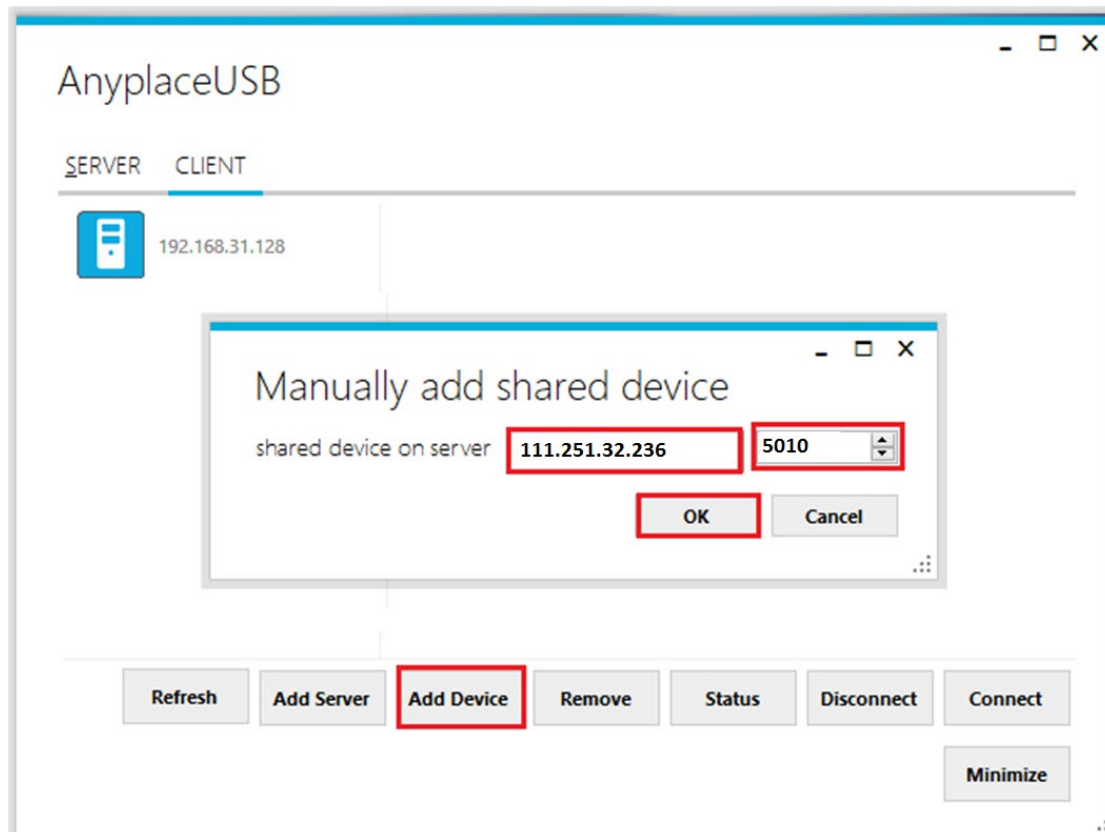 AnyplaceUSB
SERVER CLIENT
192.168.31.128
Manually add shared device
shared device on server 111.251.32.236 5010
OK Cancel
Refresh Add Server Add Device Remove Status Disconnect Connect
Minimize